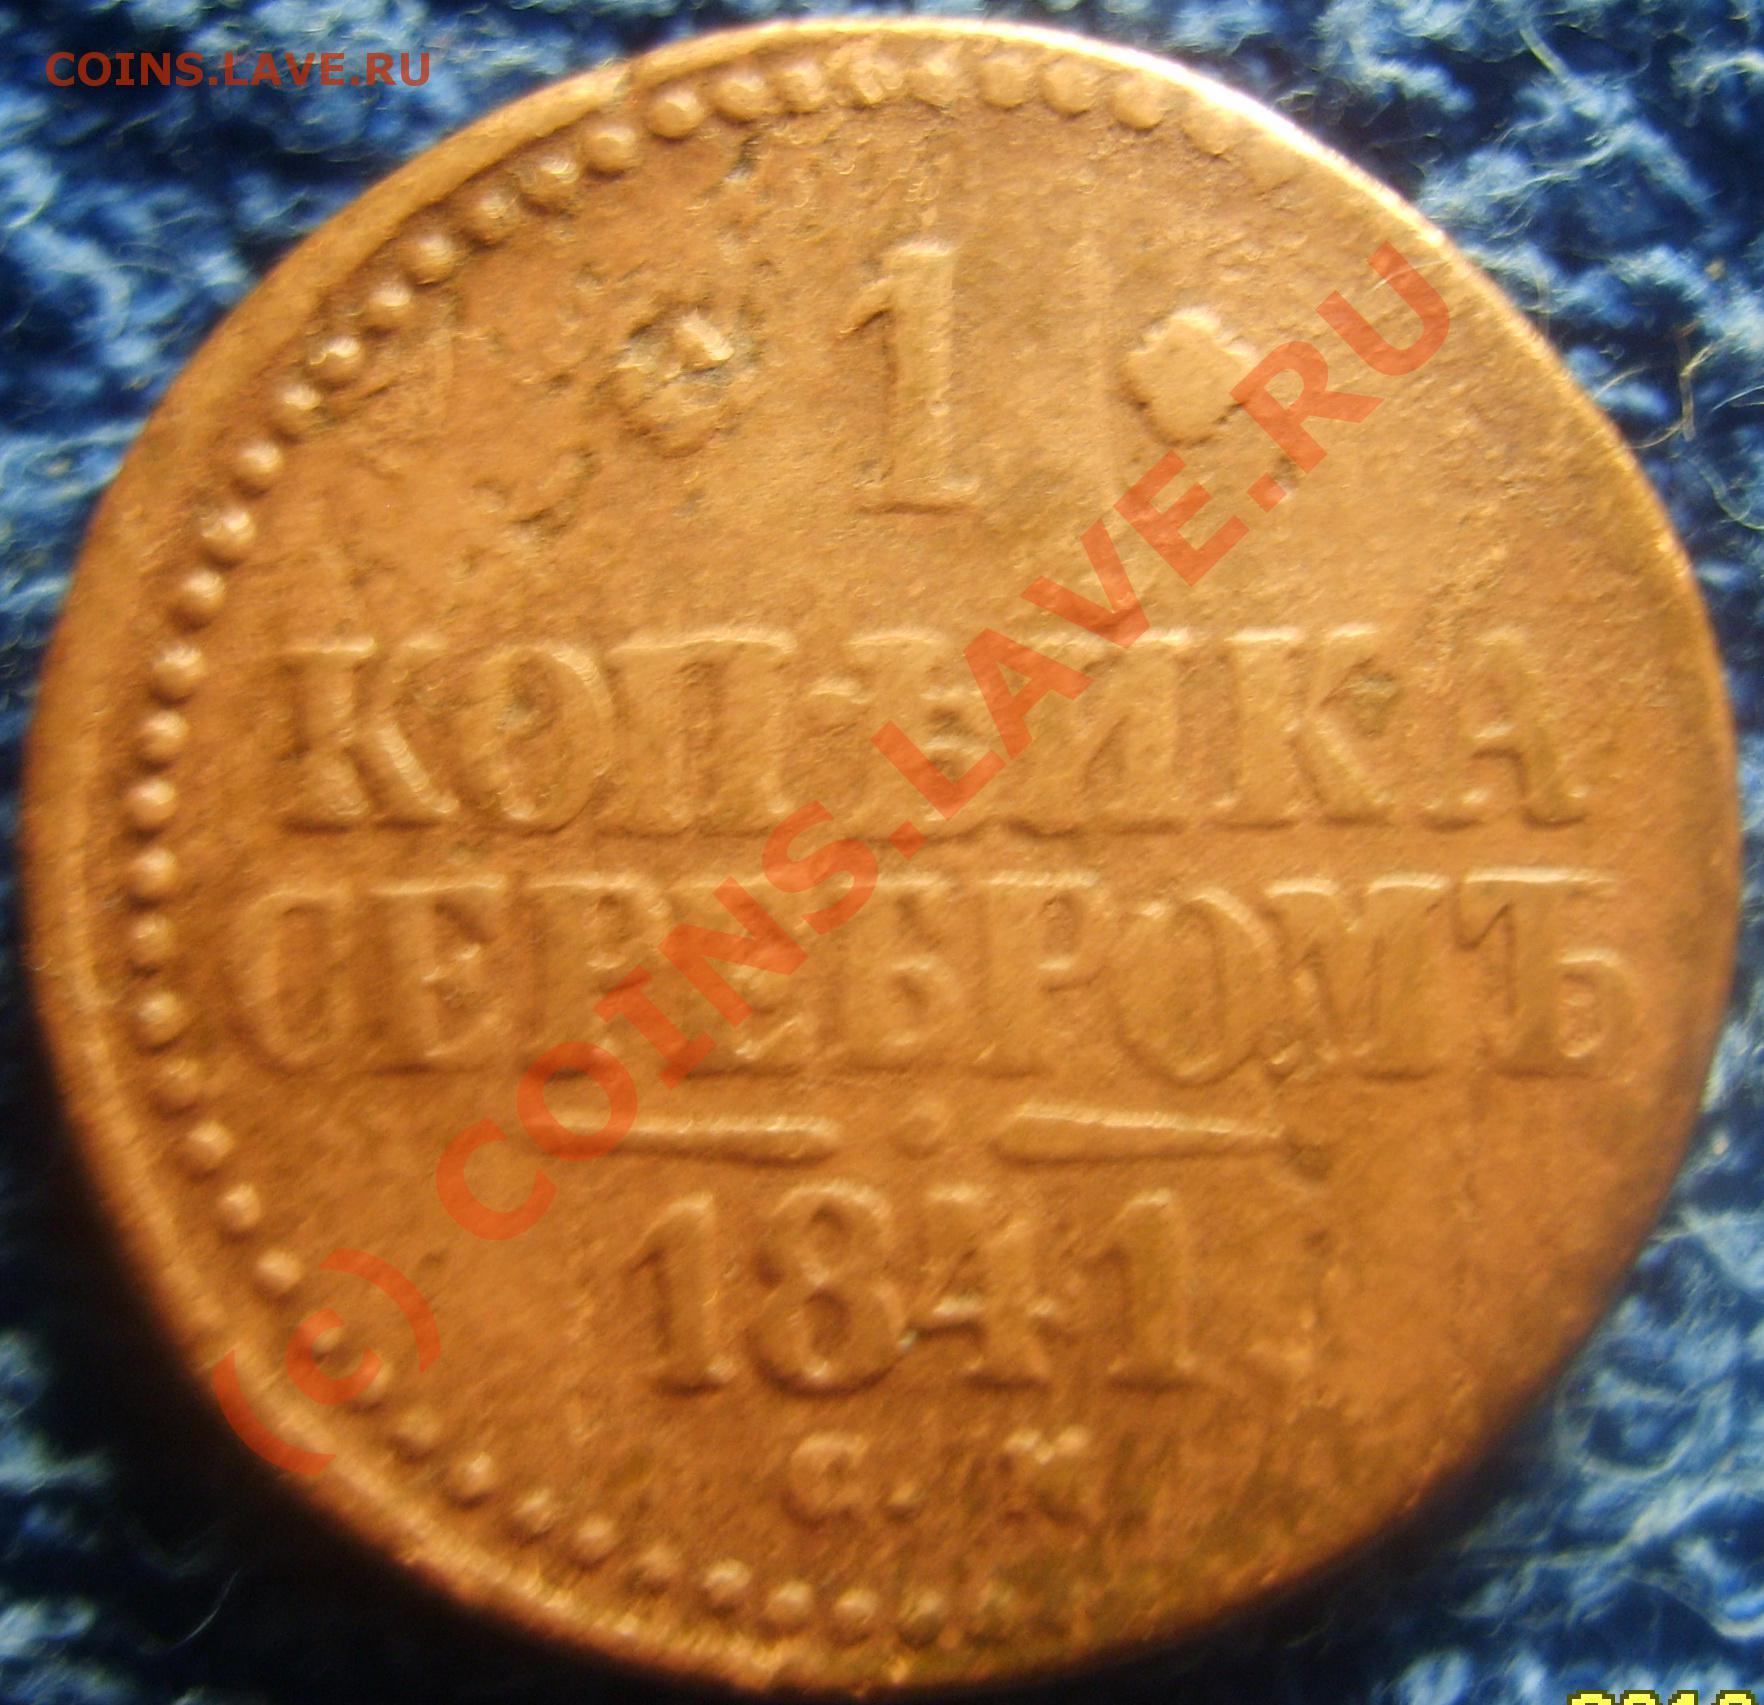 COINS.LAVE.RU
1
КОПѢЙКА
СЕРЕБРОМЪ
1841
С.М
(c) COINS.LAVE.RU